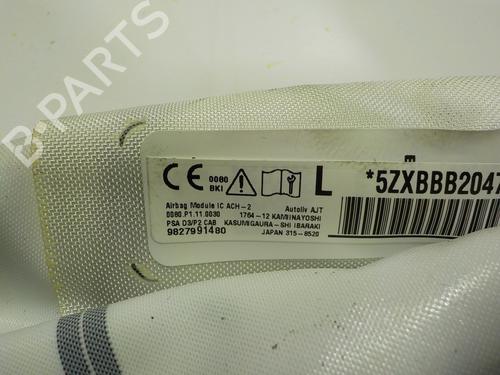 B-PARTS
CE 0080 BKI L *5ZXBBB2047
Airbag Module IC ACH-2 Autoliv AJT
0080.P1.11.0030 1764-12 KAMINAYOSHI
PSA D3/P2 CAB KASUMIGAURA-SHI IBARAKI
9827991480 JAPAN 315-8520